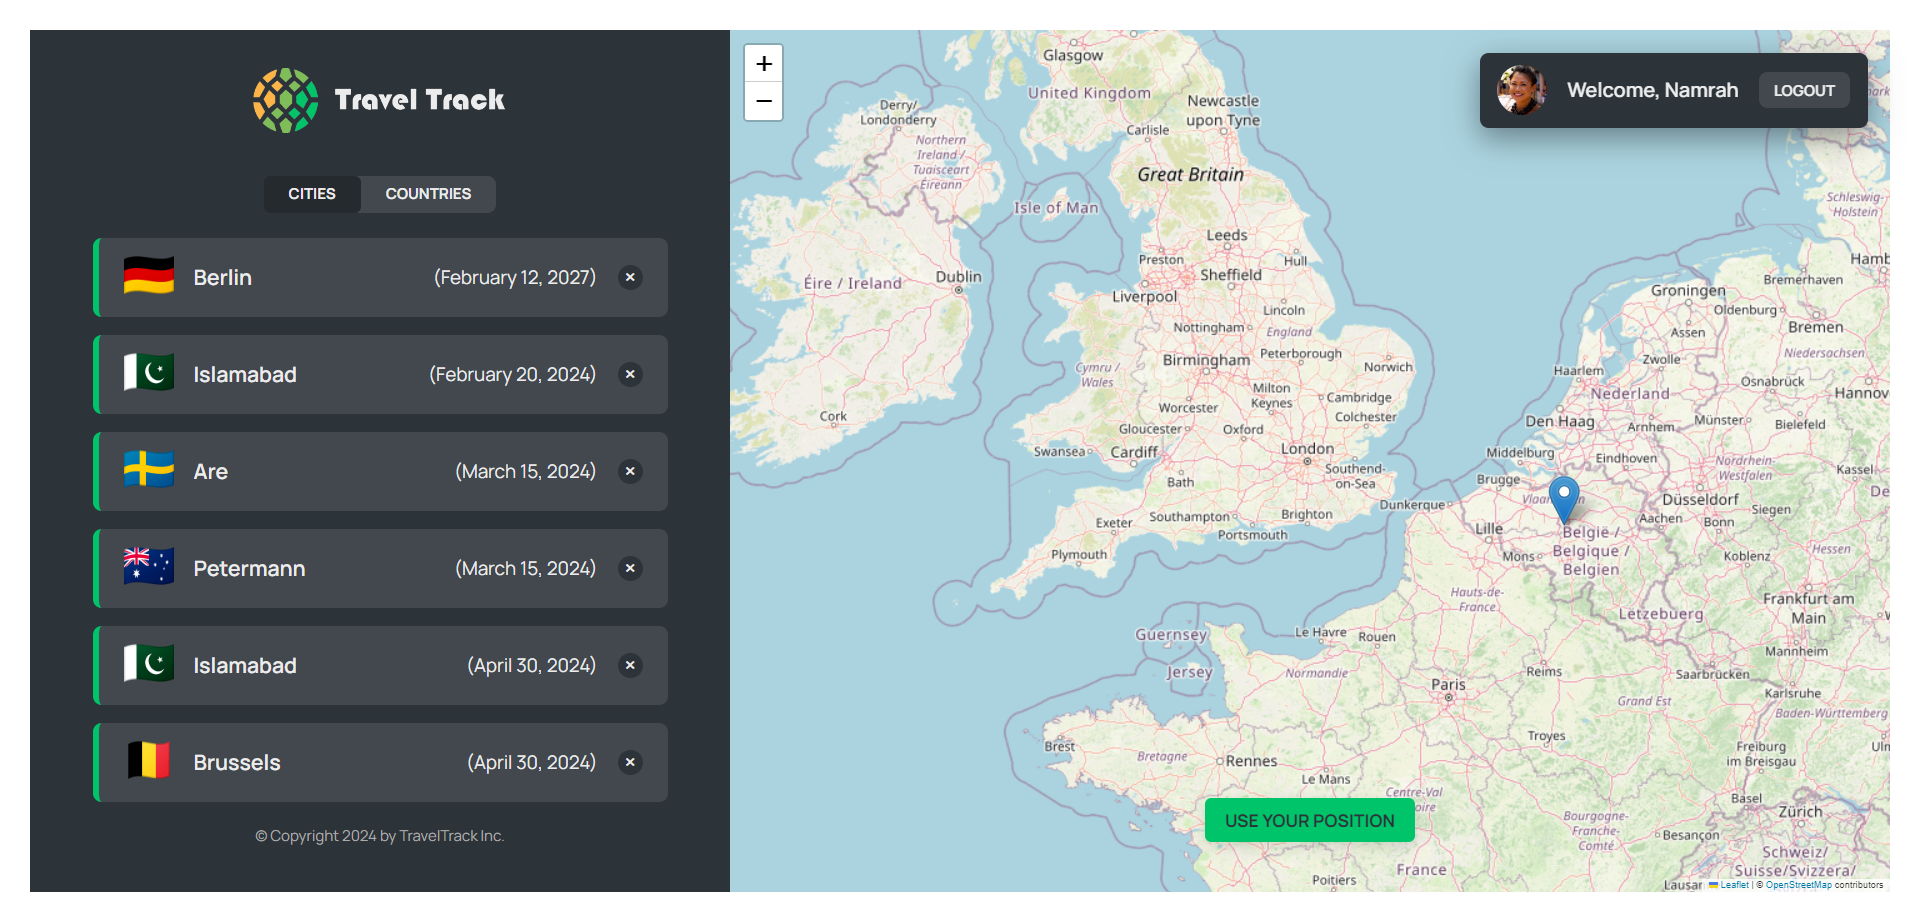 Travel Track
CITIES
COUNTRIES
Berlin
(February 12, 2027)
×
Islamabad
(February 20, 2024)
×
Are
(March 15, 2024)
×
Petermann
(March 15, 2024)
×
Islamabad
(April 30, 2024)
×
Brussels
(April 30, 2024)
×
© Copyright 2024 by TravelTrack Inc.
+
−
Welcome, Namrah
LOGOUT
Glasgow
United Kingdom
Newcastle
upon Tyne
Derry/
Londonderry
Carlisle
Northern
Ireland /
Tuaisceart
Éireann
Great Britain
Isle of Man
Schleswig-
Holstein
Leeds
Preston
Hull
Sheffield
Dublin
Éire / Ireland
Liverpool
Hamb
Bremerhaven
Groningen
Lincoln
Oldenburg
Nottingham
England
Assen
Bremen
Birmingham
Peterborough
Zwolle
Niedersachsen
Cymru /
Wales
Norwich
Haarlem
Osnabrück
Milton
Keynes
Nederland
Hannov
Worcester
Cambridge
Cork
Colchester
Den Haag
Arnhem
Münster
Bielefeld
Gloucester
Oxford
Swansea
Cardiff
London
Middelburg
Eindhoven
Nordrhein-
Westfalen
Kassel
Southend-
on-Sea
Bath
Brugge
Düsseldorf
De
Dunkerque
Siegen
Exeter
Southampton
Brighton
Aachen
Bonn
Portsmouth
Lille
België /
Belgique /
Belgien
Plymouth
Mons
Koblenz
Hessen
Hauts-de-
France
Frankfurt am
Main
Lëtzebuerg
Guernsey
Le Havre
Rouen
Mannheim
Jersey
Normandie
Reims
Saarbrücken
Paris
Karlsruhe
Grand Est
Baden-Württemberg
Brest
Troyes
Bretagne
Rennes
Freiburg
im Breisgau
Ulm
Le Mans
Centre-Val
oire
Basel
USE YOUR POSITION
Bourgogne-
Franche-
Comté
Zürich
Besançon
Schweiz/
Suisse/Svizzera/
France
Poitiers
Lausar
Leaflet | © OpenStreetMap contributors